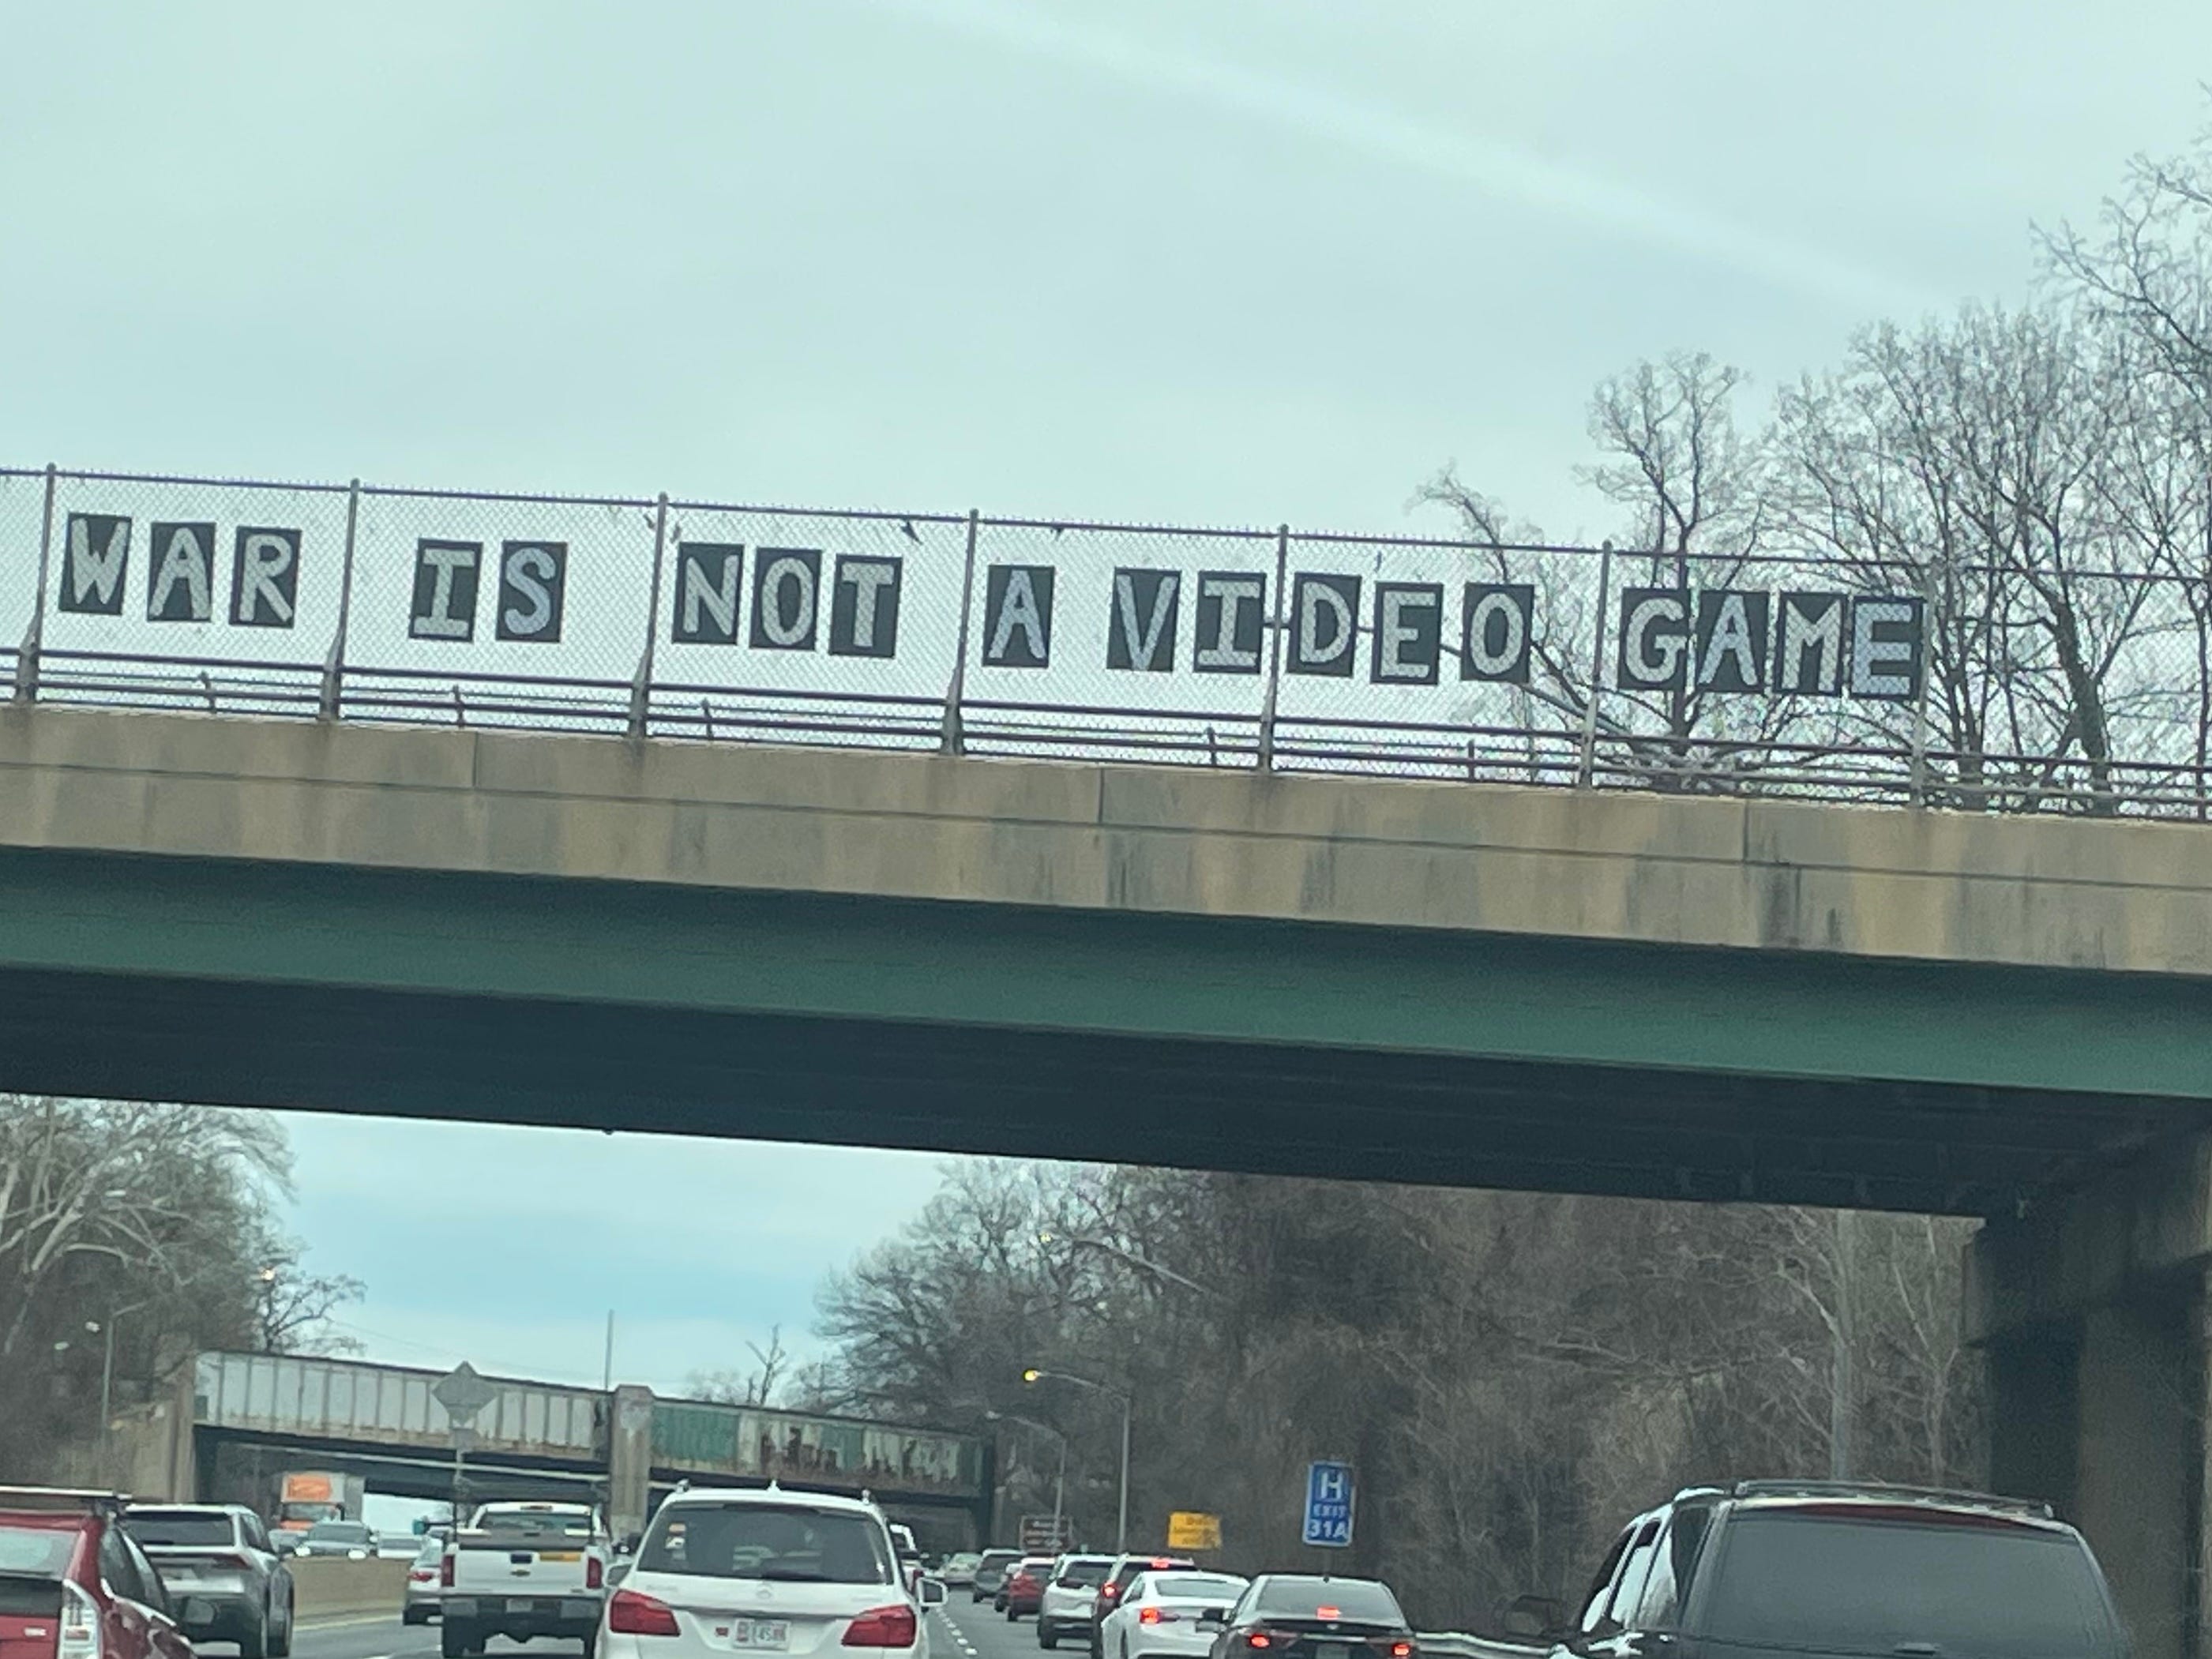 WAR IS NOT A VIDEO GAME
H
EXIT
31A